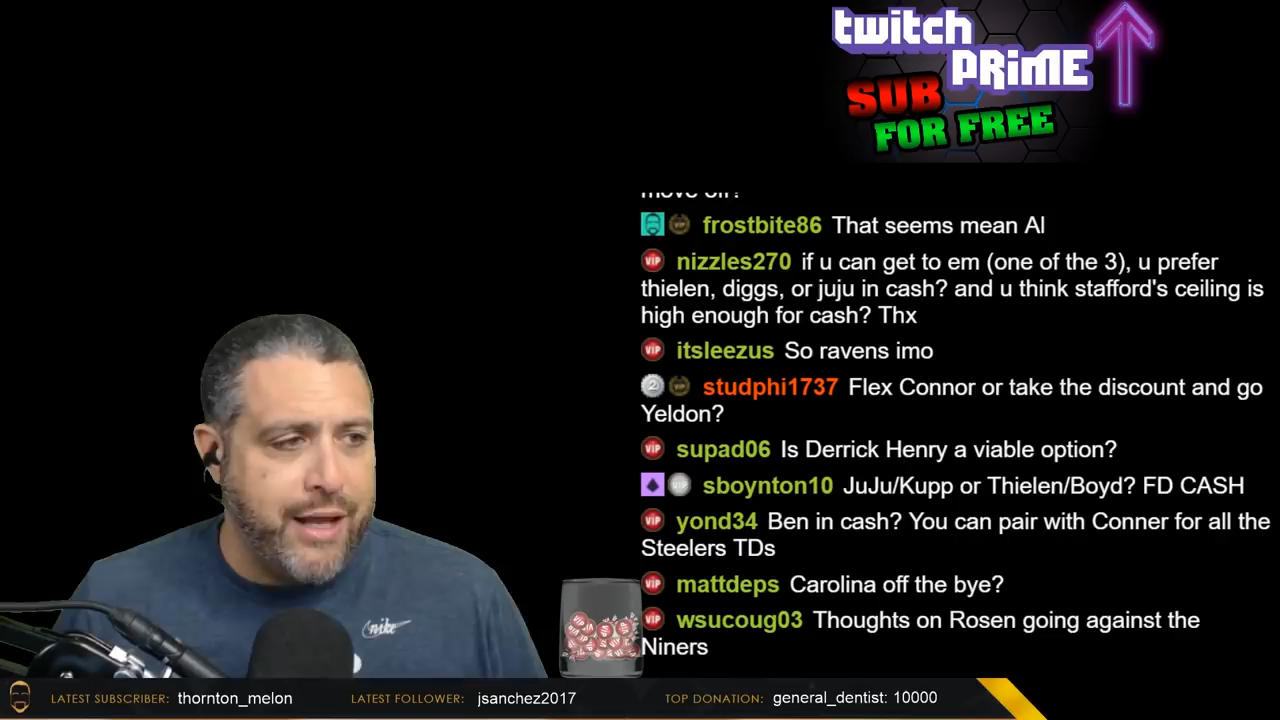 twitch
PRiME
SUB
FOR FREE
move off?
frostbite86 That seems mean Al
nizzles270 if u can get to em (one of the 3), u prefer
thielen, diggs, or juju in cash? and u think stafford's ceiling is
high enough for cash? Thx
itsleezus So ravens imo
studphi1737 Flex Connor or take the discount and go
Yeldon?
supad06 Is Derrick Henry a viable option?
sboynton10 JuJu/Kupp or Thielen/Boyd? FD CASH
yond34 Ben in cash? You can pair with Conner for all the
Steelers TDs
mattdeps Carolina off the bye?
wsucoug03 Thoughts on Rosen going against the
Niners
Nike
LATEST SUBSCRIBER: thornton_melon LATEST FOLLOWER: jsanchez2017 TOP DONATION: general_dentist: 10000